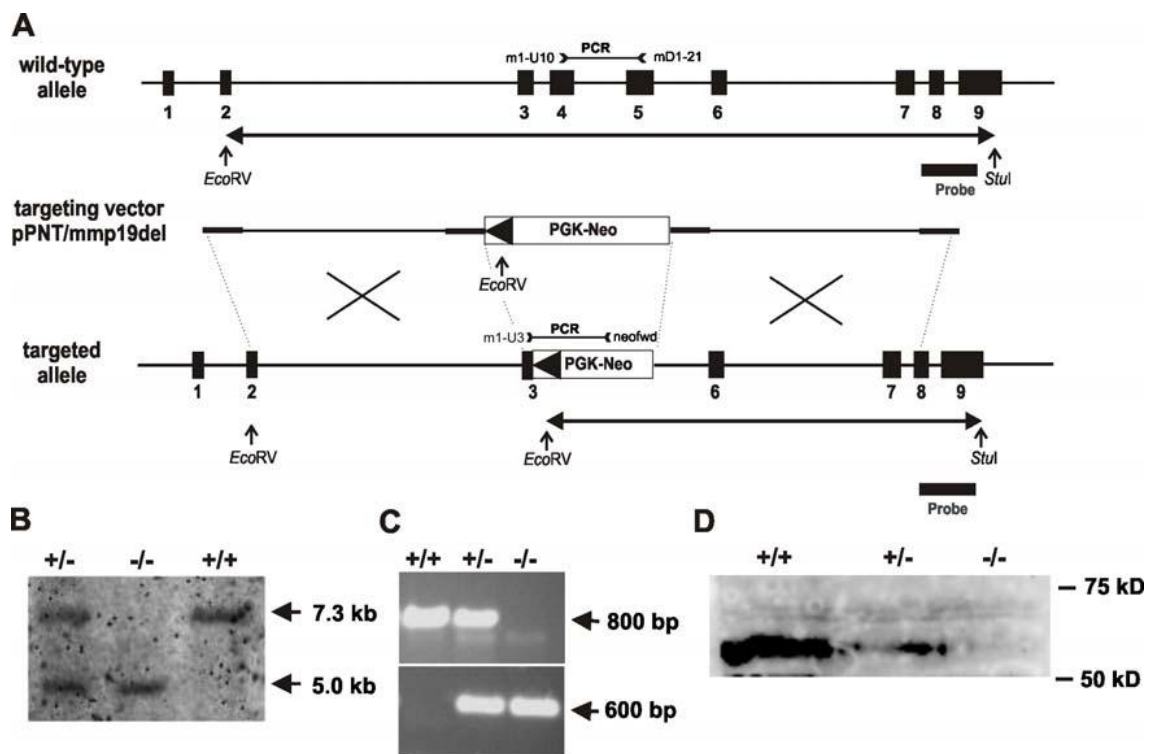 A
wild-type allele
m1-U10 PCR mD1-21
1 2 3 4 5 6 7 8 9
EcoRV
StuI
Probe
targeting vector
pPNT/mmp19del
PGK-Neo
EcoRV
targeted allele
m1-U3 PCR neofwd
PGK-Neo
1 2 3 6 7 8 9
EcoRV
EcoRV
StuI
Probe
B
+/- -/- +/+
7.3 kb
5.0 kb
C
+/+ +/- -/-
800 bp
600 bp
D
+/+ +/- -/-
75 kD
50 kD